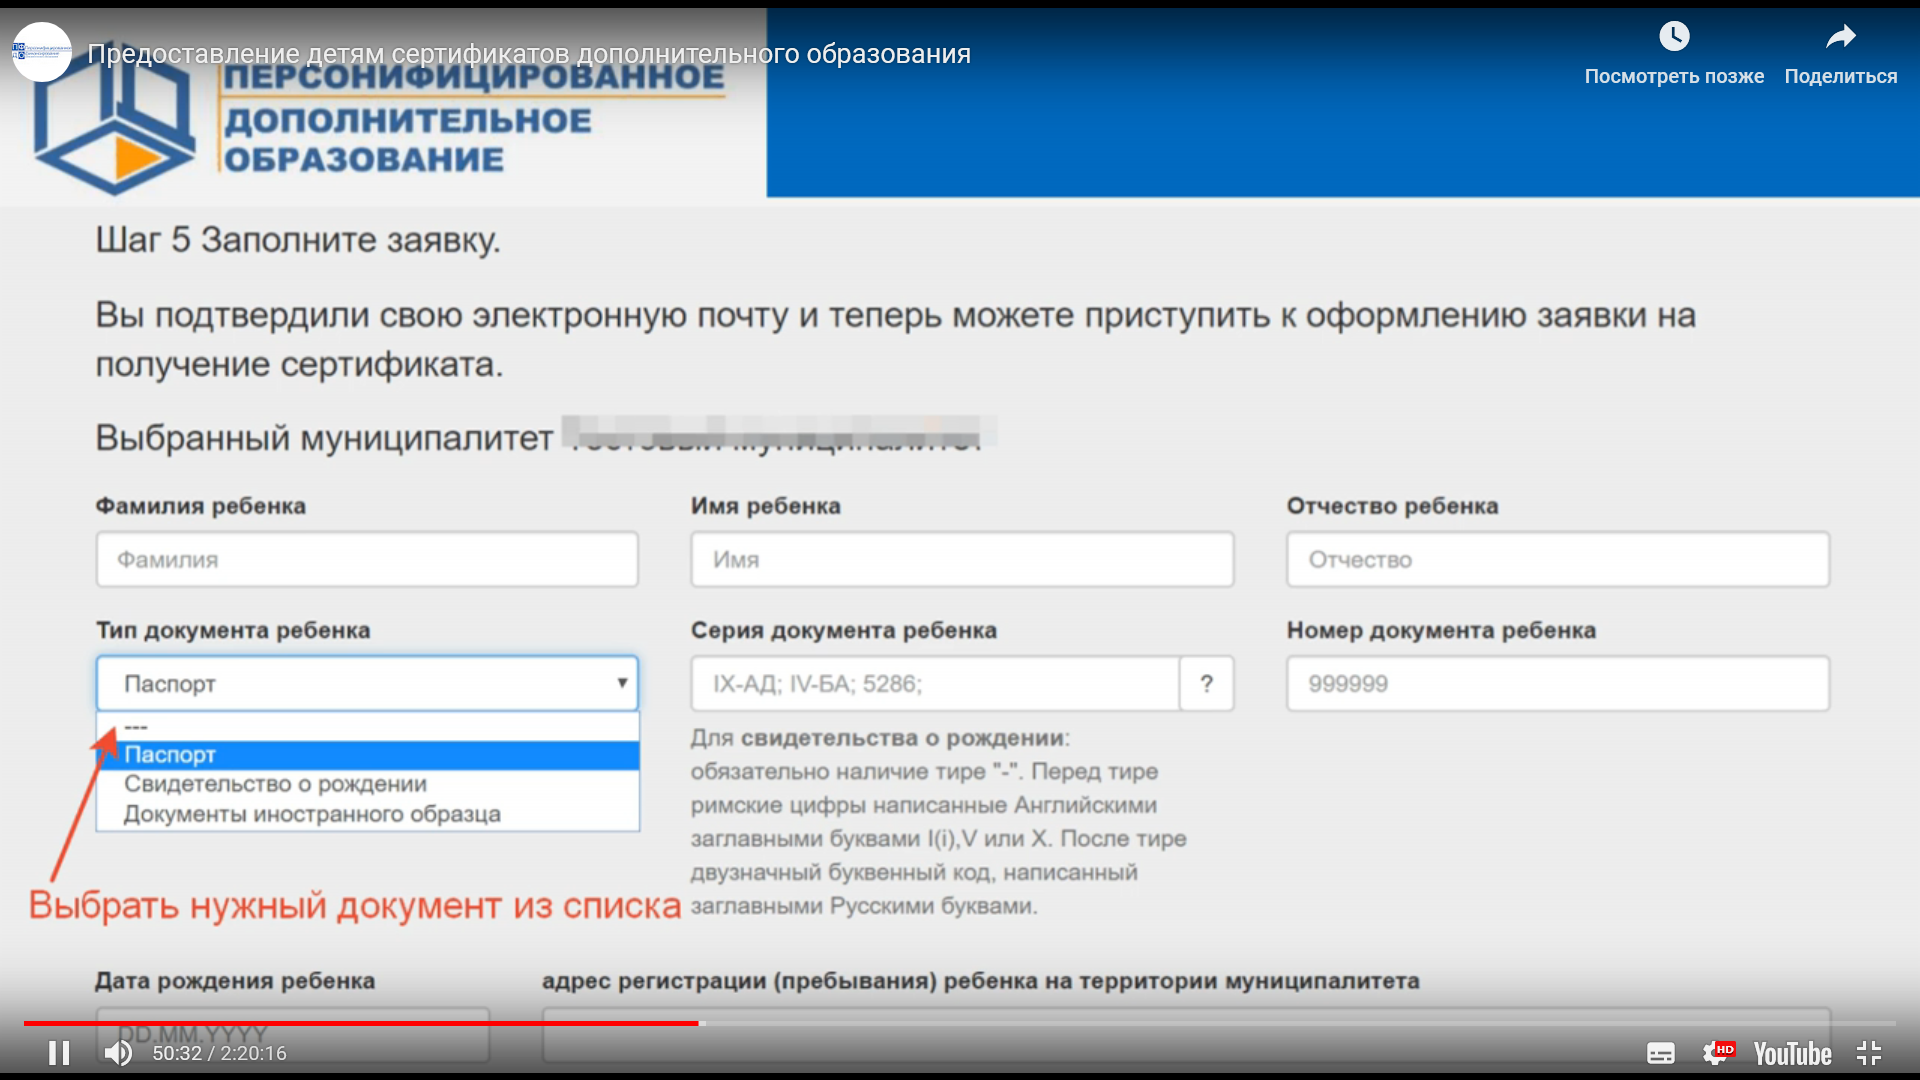 Предоставление детям сертификатов дополнительного образования
Посмотреть позже
Поделиться
ПЕРСОНИФИЦИРОВАННОЕ
ДОПОЛНИТЕЛЬНОЕ
ОБРАЗОВАНИЕ
Шаг 5 Заполните заявку.
Вы подтвердили свою электронную почту и теперь можете приступить к оформлению заявки на
получение сертификата.
Выбранный муниципалитет
Фамилия ребенка
Имя ребенка
Отчество ребенка
Фамилия
Имя
Отчество
Тип документа ребенка
Серия документа ребенка
Номер документа ребенка
Паспорт
IX-АД; IV-БА; 5286;
?
999999
---
Паспорт
Свидетельство о рождении
Документы иностранного образца
Для свидетельства о рождении:
обязательно наличие тире "-". Перед тире
римские цифры написанные Английскими
заглавными буквами I(i),V или X. После тире
двузначный буквенный код, написанный
заглавными Русскими буквами.
Выбрать нужный документ из списка
Дата рождения ребенка
адрес регистрации (пребывания) ребенка на территории муниципалитета
DD.MM.YYYY
50:32 / 2:20:16
HD
YouTube